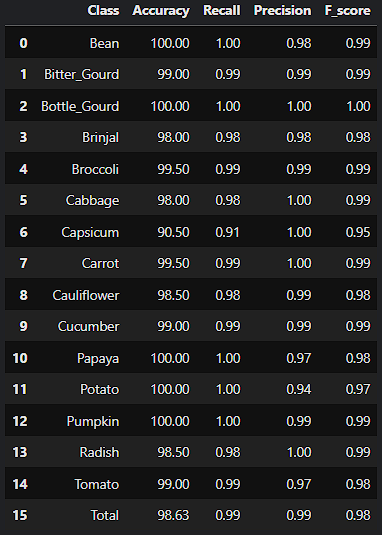 Class Accuracy Recall Precision F_score
0 Bean 100.00 1.00 0.98 0.99
1 Bitter_Gourd 99.00 0.99 0.99 0.99
2 Bottle_Gourd 100.00 1.00 1.00 1.00
3 Brinjal 98.00 0.98 0.98 0.98
4 Broccoli 99.50 0.99 0.99 0.99
5 Cabbage 98.00 0.98 1.00 0.99
6 Capsicum 90.50 0.91 1.00 0.95
7 Carrot 99.50 0.99 1.00 0.99
8 Cauliflower 98.50 0.98 0.99 0.98
9 Cucumber 99.00 0.99 0.99 0.99
10 Papaya 100.00 1.00 0.97 0.98
11 Potato 100.00 1.00 0.94 0.97
12 Pumpkin 100.00 1.00 0.99 0.99
13 Radish 98.50 0.98 1.00 0.99
14 Tomato 99.00 0.99 0.97 0.98
15 Total 98.63 0.99 0.99 0.98